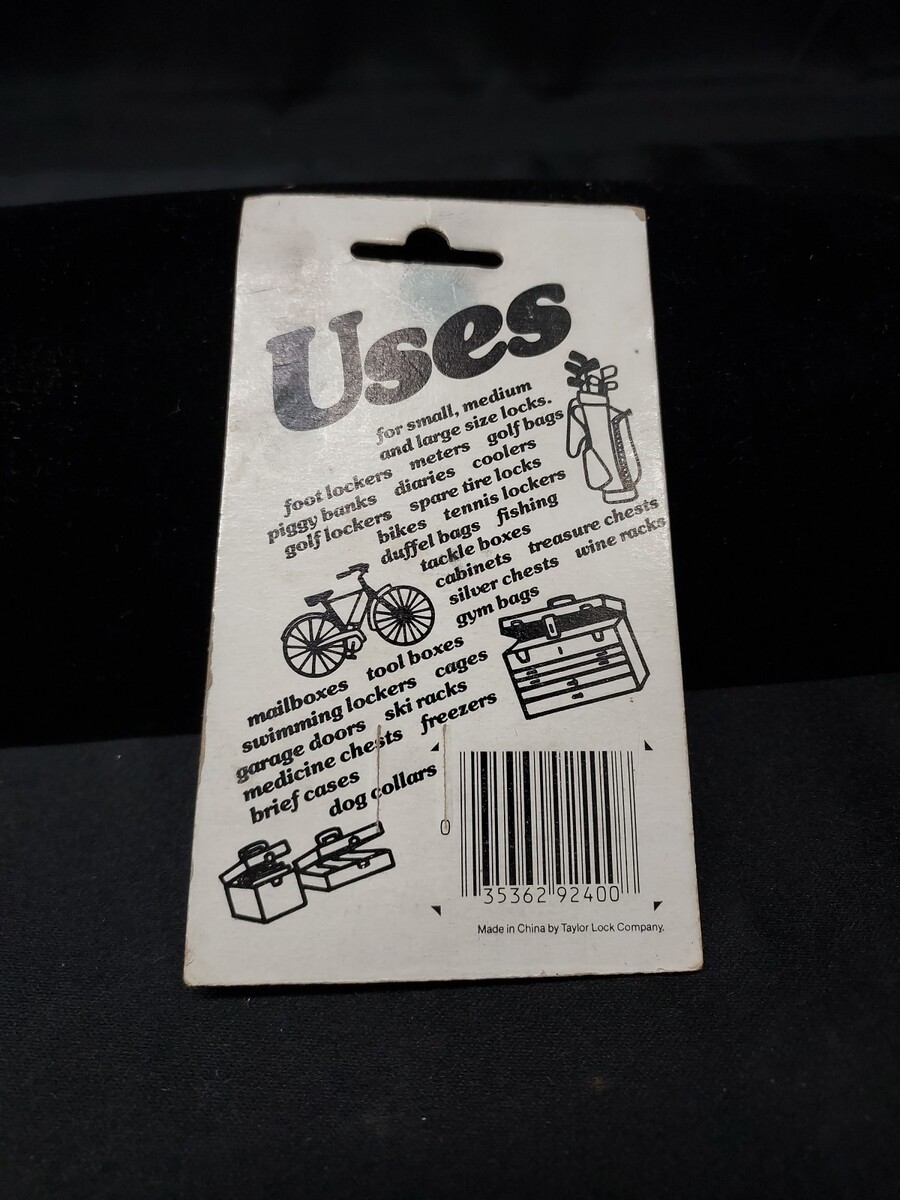 Uses
for small, medium
and large size locks.
foot lockers meters golf bags
piggy banks diaries coolers
golf lockers spare tire locks
bikes tennis lockers
duffel bags fishing
tackle boxes
cabinets treasure chests
silver chests wine racks
gym bags
mailboxes tool boxes
swimming lockers cages
garage doors ski racks
medicine chests freezers
brief cases
dog collars
0
35362 92400
Made in China by Taylor Lock Company.